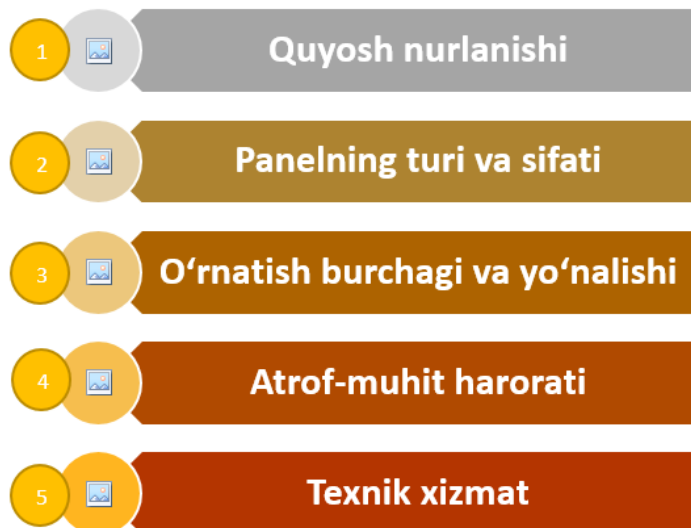 1 Quyosh nurlanishi
2 Panelning turi va sifati
3 O‘rnatish burchagi va yo‘nalishi
4 Atrof-muhit harorati
5 Texnik xizmat